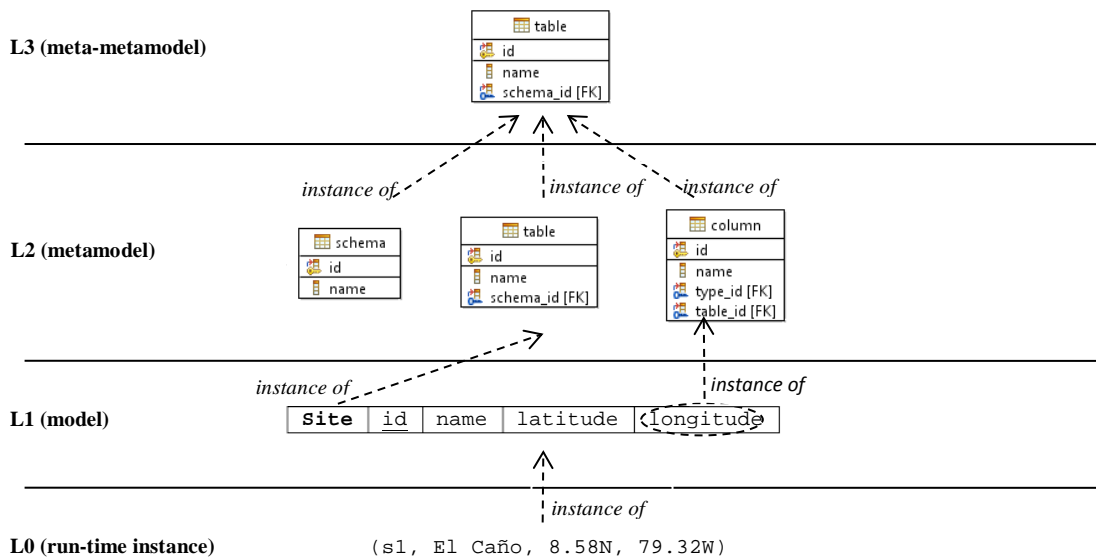 table
L3 (meta-metamodel)
id
name
schema_id [FK]
instance of
instance of
instance of
column
table
schema
L2 (metamodel)
id
id
id
name
name
name
type_id [FK]
schema_id [FK]
table_id [FK]
instance of
instance of
L1 (model)
Site id name latitude longitude
instance of
L0 (run-time instance)
(s1, El Caño, 8.58N, 79.32W)